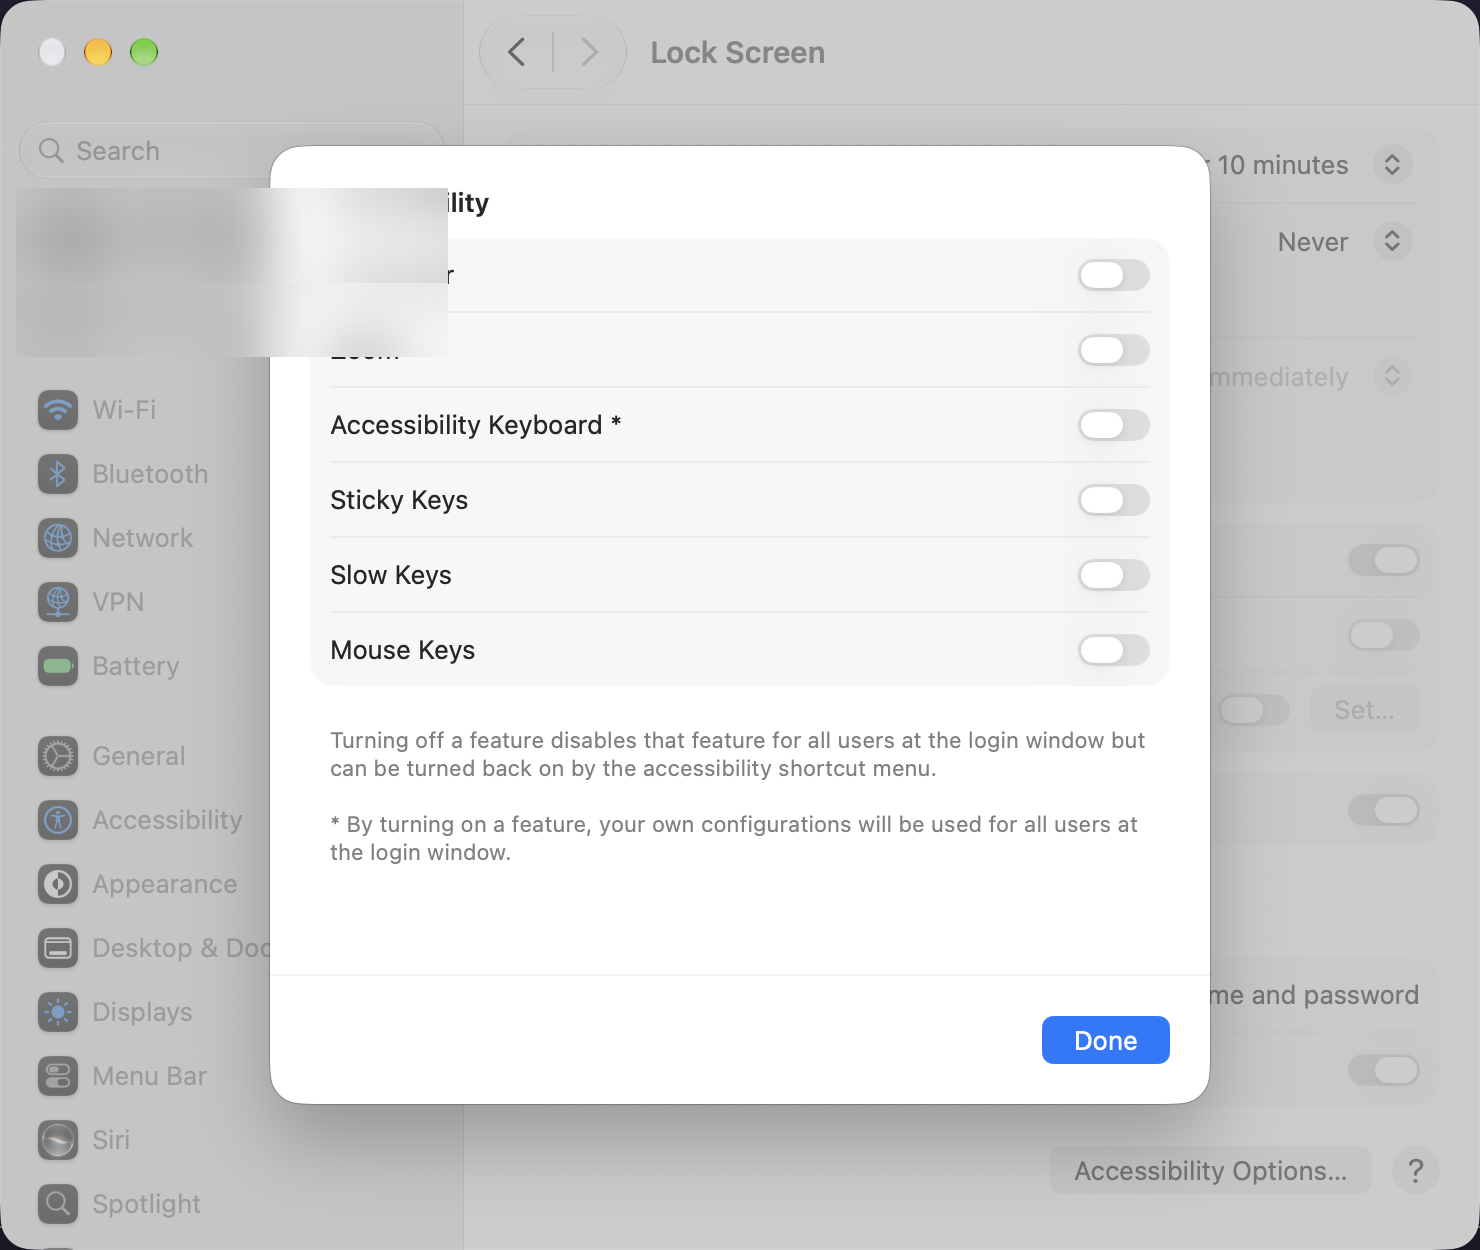 Lock Screen
Search
10 minutes
Never
Wi-Fi
Bluetooth
Network
VPN
Battery
General
Accessibility
Appearance
Desktop &
Displays
Menu Bar
Siri
Spotlight
Accessibility Keyboard *
Sticky Keys
Slow Keys
Mouse Keys
Turning off a feature disables that feature for all users at the login window but
can be turned back on by the accessibility shortcut menu.
* By turning on a feature, your own configurations will be used for all users at
the login window.
Done
Set...
and password
Accessibility Options...
?